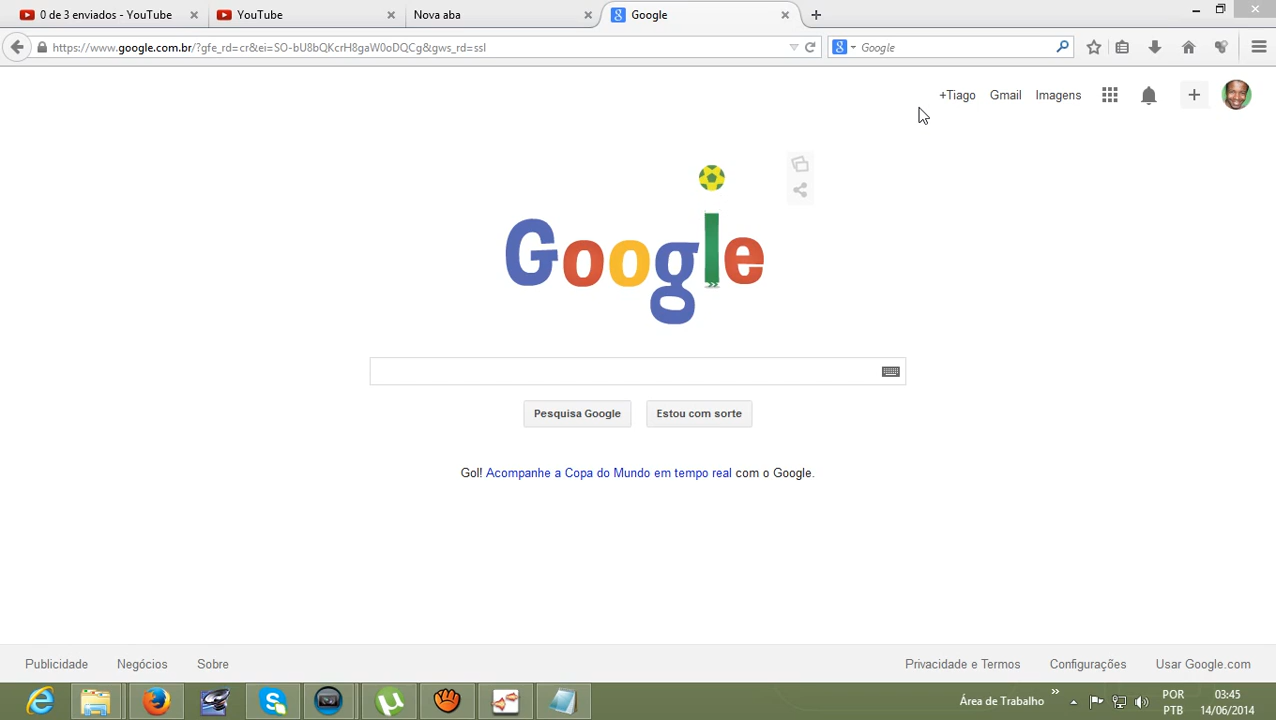 0 de 3 enviados - YouTube
YouTube
Nova aba
Google
https://www.google.com.br/?gfe_rd=cr&ei=SO-bU8bQKcrH8gaW0oDQCg&gws_rd=ssl
Google
+Tiago Gmail Imagens
Google
Pesquisa Google Estou com sorte
Gol! Acompanhe a Copa do Mundo em tempo real com o Google.
Publicidade Negócios Sobre Privacidade e Termos Configurações Usar Google.com
Área de Trabalho
POR
PTB
03:45
14/06/2014